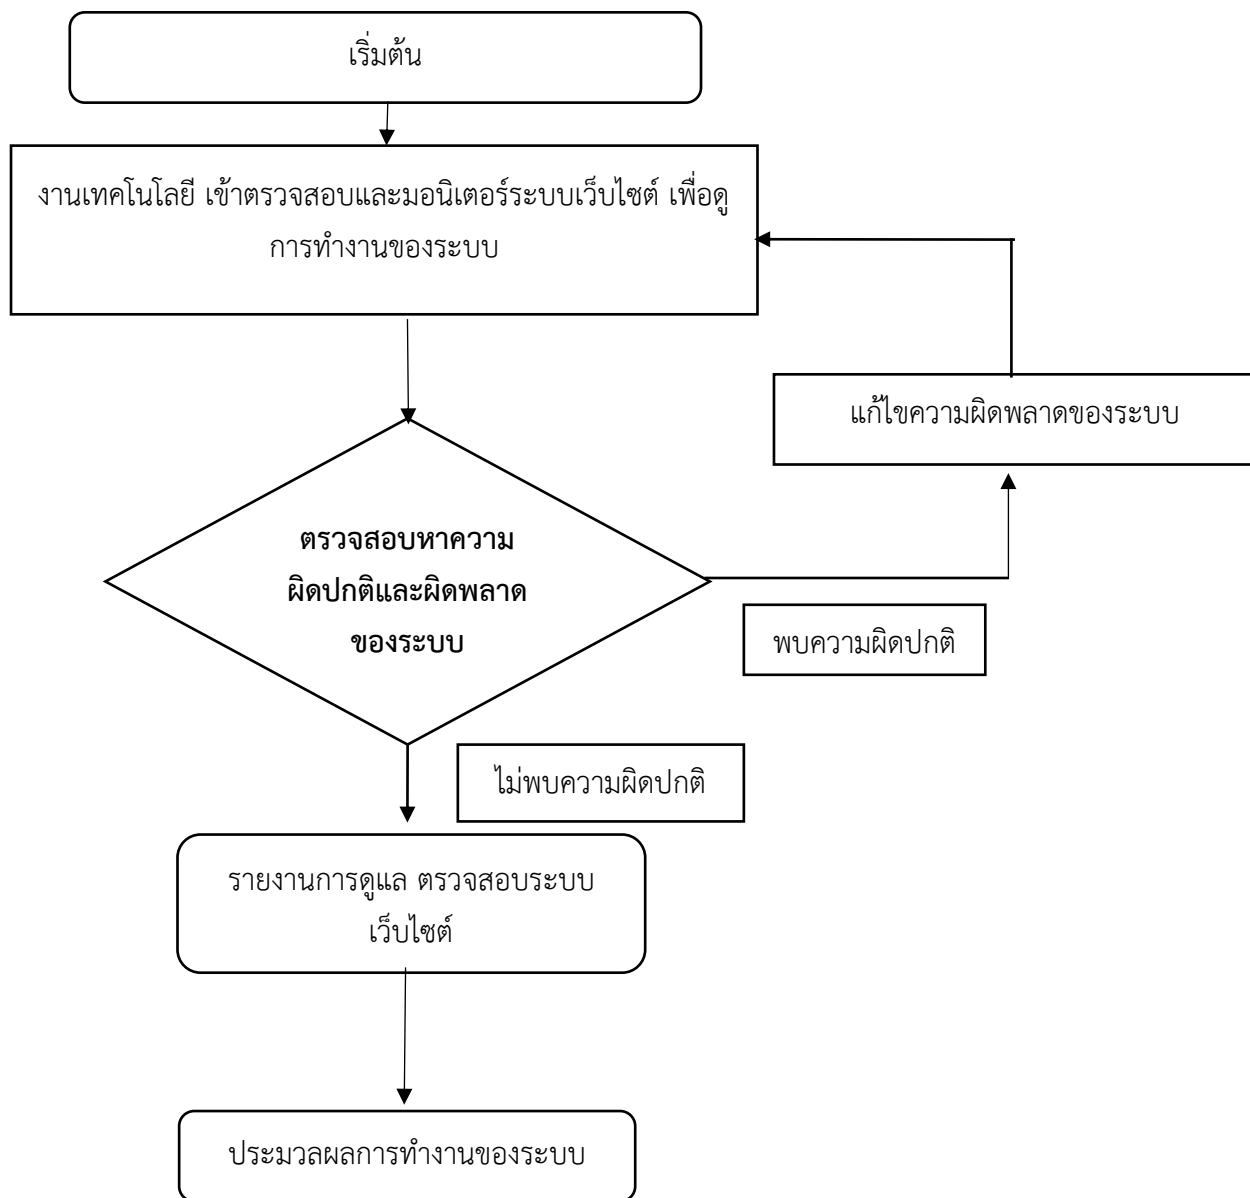 เริ่มต้น
งานเทคโนโลยี เข้าตรวจสอบและมอนิเตอร์ระบบเว็บไซต์ เพื่อดู
การทำงานของระบบ
แก้ไขความผิดพลาดของระบบ
ตรวจสอบหาความ
ผิดปกติและผิดพลาด
ของระบบ
พบความผิดปกติ
ไม่พบความผิดปกติ
รายงานการดูแล ตรวจสอบระบบ
เว็บไซต์
ประมวลผลการทำงานของระบบ